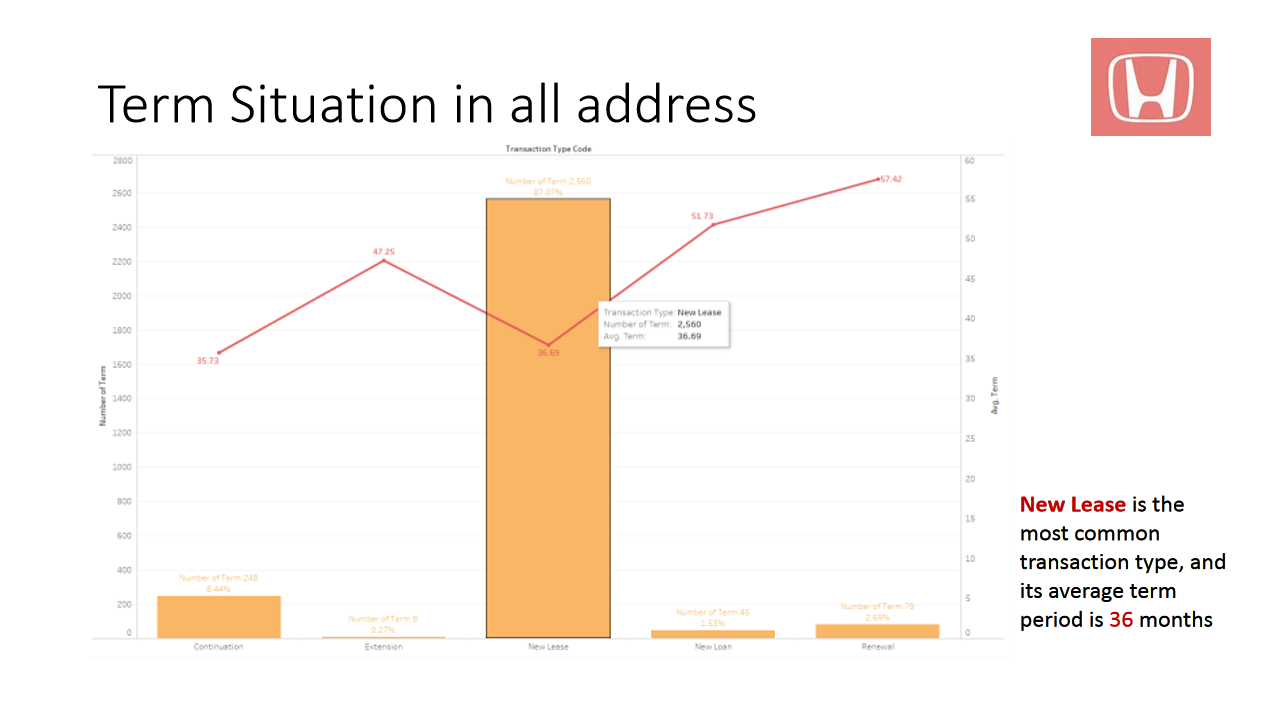 Term Situation in all address
Transaction Type Code
2800
2600
2400
2200
2000
1800
1600
1400
1200
1000
800
600
400
200
0
Number of Term
60
55
50
45
40
35
30
25
20
15
10
5
0
Avg. Term
Number of Term:248
8.44%
Number of Term:8
0.27%
Number of Term:2,560
87.07%
Number of Term:45
1.53%
Number of Term:79
2.69%
35.73
47.25
36.69
51.73
57.42
Transaction Type: New Lease
Number of Term: 2,560
Avg. Term: 36.69
Continuation
Extension
New Lease
New Loan
Renewal
New Lease is the
most common
transaction type, and
its average term
period is 36 months